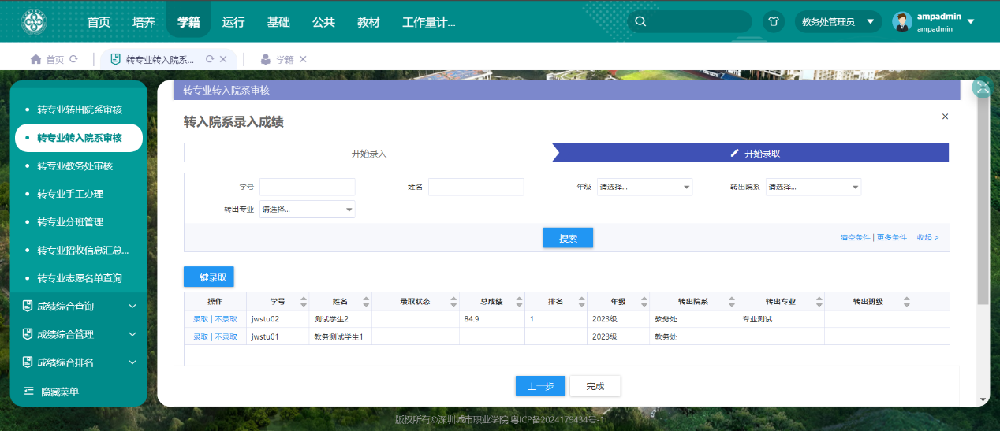 首页 培养 学籍 运行 基础 公共 教材 工作量计... 教务处管理员 ampadmin
ampadmin
首页 转专业转入院系... 学籍
转专业转出院系审核
转专业转入院系审核
转专业教务处审核
转专业手工办理
转专业分班管理
转专业招收信息汇总...
转专业志愿名单查询
成绩综合查询
成绩综合管理
成绩综合排名
隐藏菜单
转专业转入院系审核
转入院系录入成绩
开始录入 开始录取
学号 姓名 年级 请选择... 转出院系 请选择...
转出专业 请选择...
搜索 清空条件 | 更多条件 收起 >
一键录取
操作 学号 姓名 录取状态 总成绩 排名 年级 转出院系 转出专业 转出班级
录取 | 不录取 jwstu02 测试学生2 84.9 1 2023级 教务处 专业测试
录取 | 不录取 jwstu01 教务测试学生1 2023级 教务处
上一步 完成
版权所有©深圳城市职业学院 粤ICP备2024179434号-1